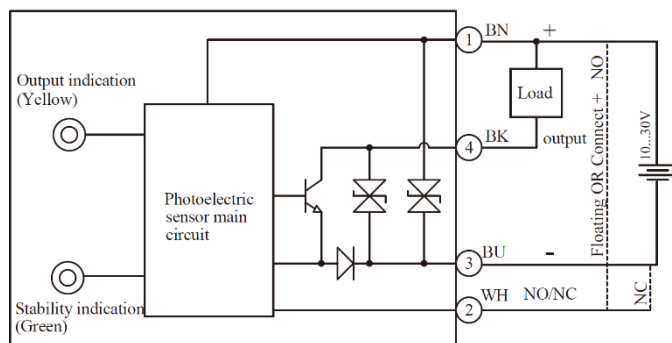 1 BN +
Output indication
(Yellow)
Load
4 BK output
Photoelectric
sensor main
circuit
Floating OR Connect + NO
10...30V
3 BU -
2 WH NO/NC
NC
Stability indication
(Green)